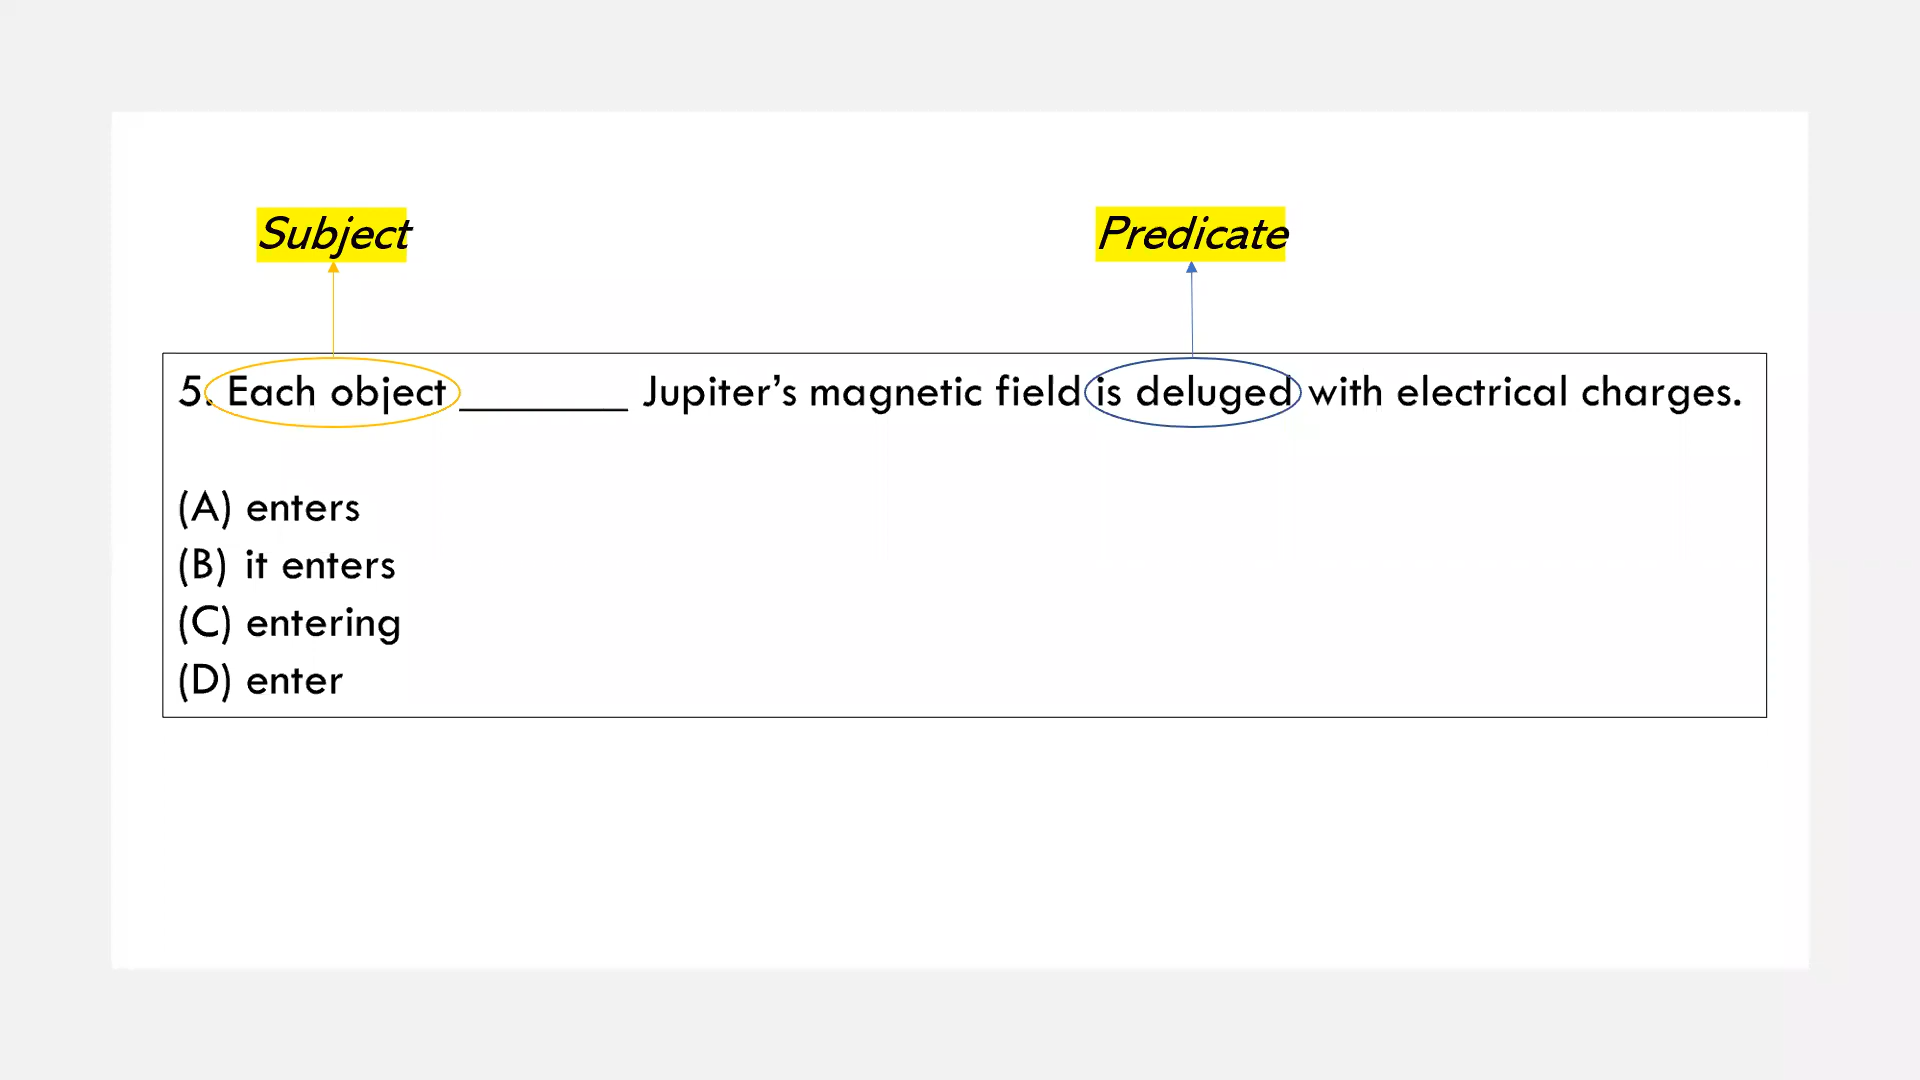 Subject Predicate
5. Each object ________ Jupiter’s magnetic field is deluged with electrical charges.
(A) enters
(B) it enters
(C) entering
(D) enter